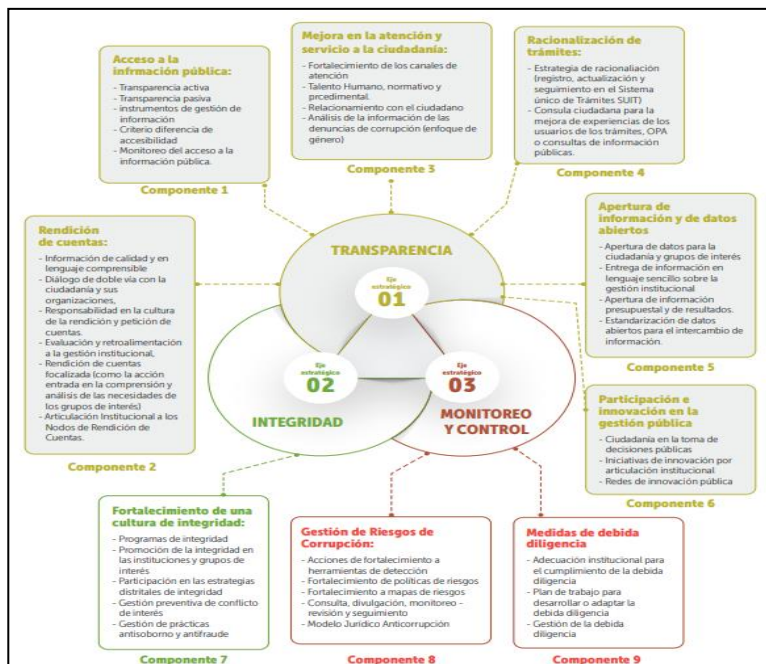 Acceso a la
infrmación pública:
- Transparencia activa
- Transparencia pasiva
- instrumentos de gestión de
información
- Criterio diferencia de
accesibilidad
- Monitoreo del acceso a la
información pública.
Componente 1
Mejora en la atención y
servicio a la ciudadanía:
- Fortalecimiento de los canales de
atención
- Talento Humano, normativo y
prcedimental.
- Relacionamiento con el ciudadano
- Análisis de la información de las
denuncias de corrupción (enfoque de
género)
Componente 3
Racionalización de
trámites:
- Estrategia de racionaliación
(registro, actualización y
seguimiento en el Sistema
único de Trámites SUIT)
- Consula ciudadana para la
mejora de experiencias de los
usuarios de los trámites, OPA
o consultas de información
públicas.
Componente 4
Rendición
de cuentas:
- Información de calidad y en
lenguaje comprensible
- Diálogo de doble vía con la
ciudadanía y sus
organizaciones,
- Responsabilidad en la cultura
de la rendición y petición de
cuentas.
- Evaluación y retroalimentación
a la gestión institucional,
- Rendición de cuentas
focalizada (como la acción
entrada en la comprensión y
análisis de las necesidades de
los grupos de interés)
- Articulación Institucional a los
Nodos de Rendición de
Cuentas.
Componente 2
TRANSPARENCIA
Eje
estratégico
01
Eje
estratégico
02
INTEGRIDAD
Eje
estratégico
03
MONITOREO
Y CONTROL
Apertura de
información y de datos
abiertos
- Apertura de datos para la
ciudadanía y grupos de interés
- Entrega de información en
lenguaje sencillo sobre la
gestión institucional
- Apertura de información
presupuestal y de resultados.
- Estandarización de datos
abiertos para el intercambio de
información.
Componente 5
Participación e
innovación en la
gestión pública
- Ciudadanía en la toma de
decisiones públicas
- Iniciativas de innovación por
articulación institucional
- Redes de innovación pública
Componente 6
Fortalecimiento de una
cultura de integridad:
- Programas de integridad
- Promoción de la integridad en
las instituciones y grupos de
interés
- Participación en las estrategias
distritales de integridad
- Gestión preventiva de conflicto
de interés
- Gestión de prácticas
antisoborno y antifraude
Componente 7
Gestión de Riesgos de
Corrupción:
- Acciones de fortalecimiento a
herramientas de detección
- Fortalecimiento de políticas de riesgos
- Fortalecimiento a mapas de riesgos
- Consulta, divulgación, monitoreo -
revisión y seguimiento
- Modelo Jurídico Anticorrupción
Componente 8
Medidas de debida
diligencia
- Adecuación institucional para
el cumplimiento de la debida
diligencia
- Plan de trabajo para
desarrollar o adaptar la
debida diligencia
- Gestión de la debida
diligencia
Componente 9